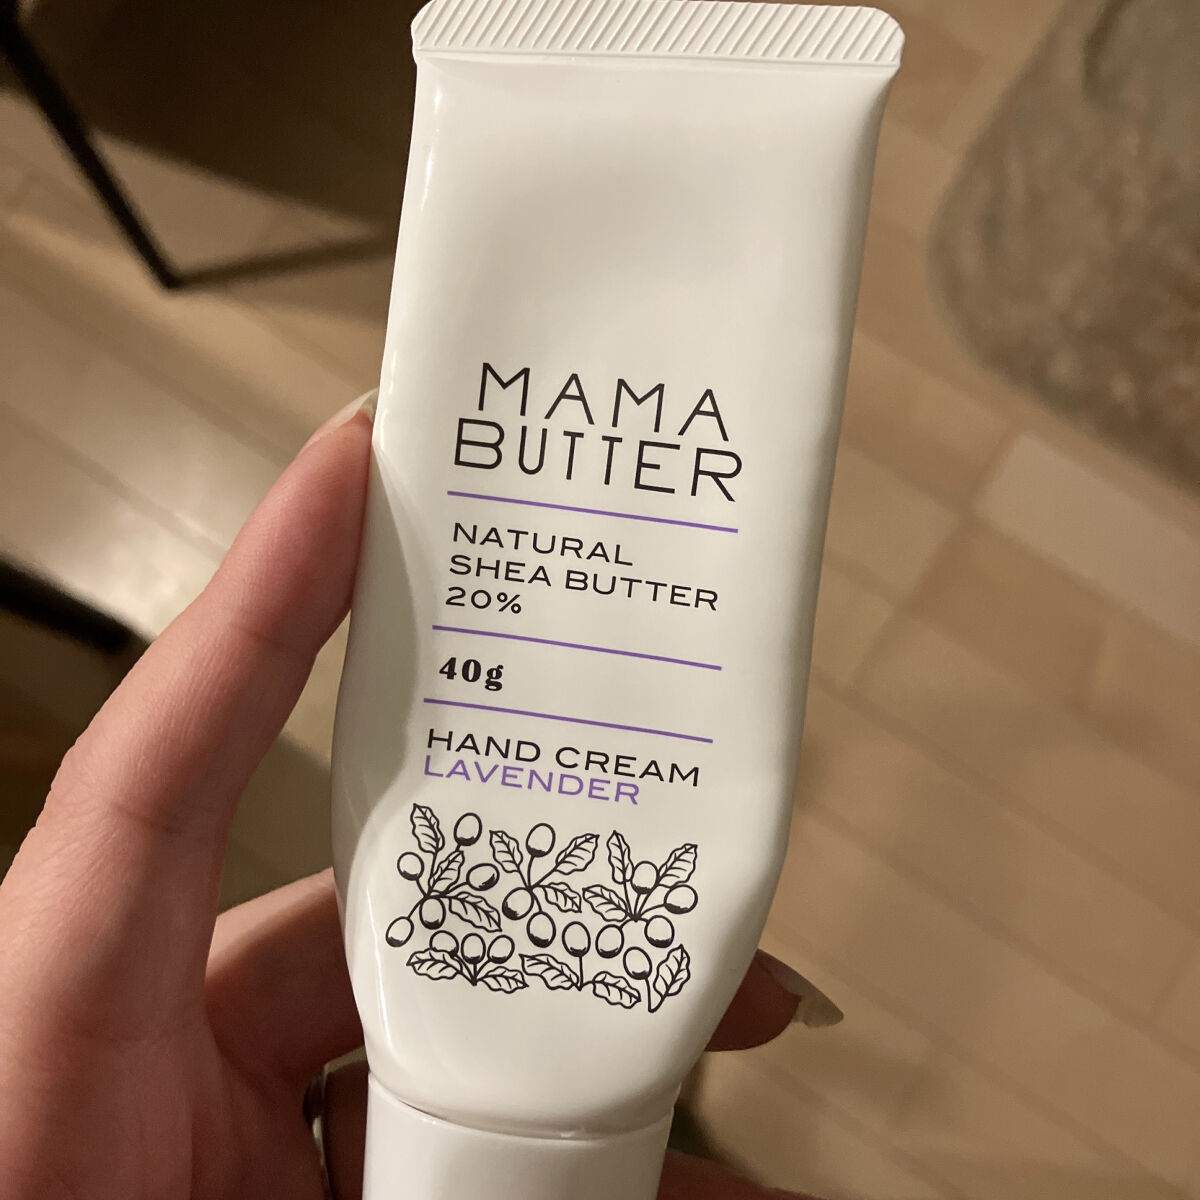 MAMA
BUTTER
NATURAL
SHEA BUTTER
20%
40g
HAND CREAM
LAVENDER